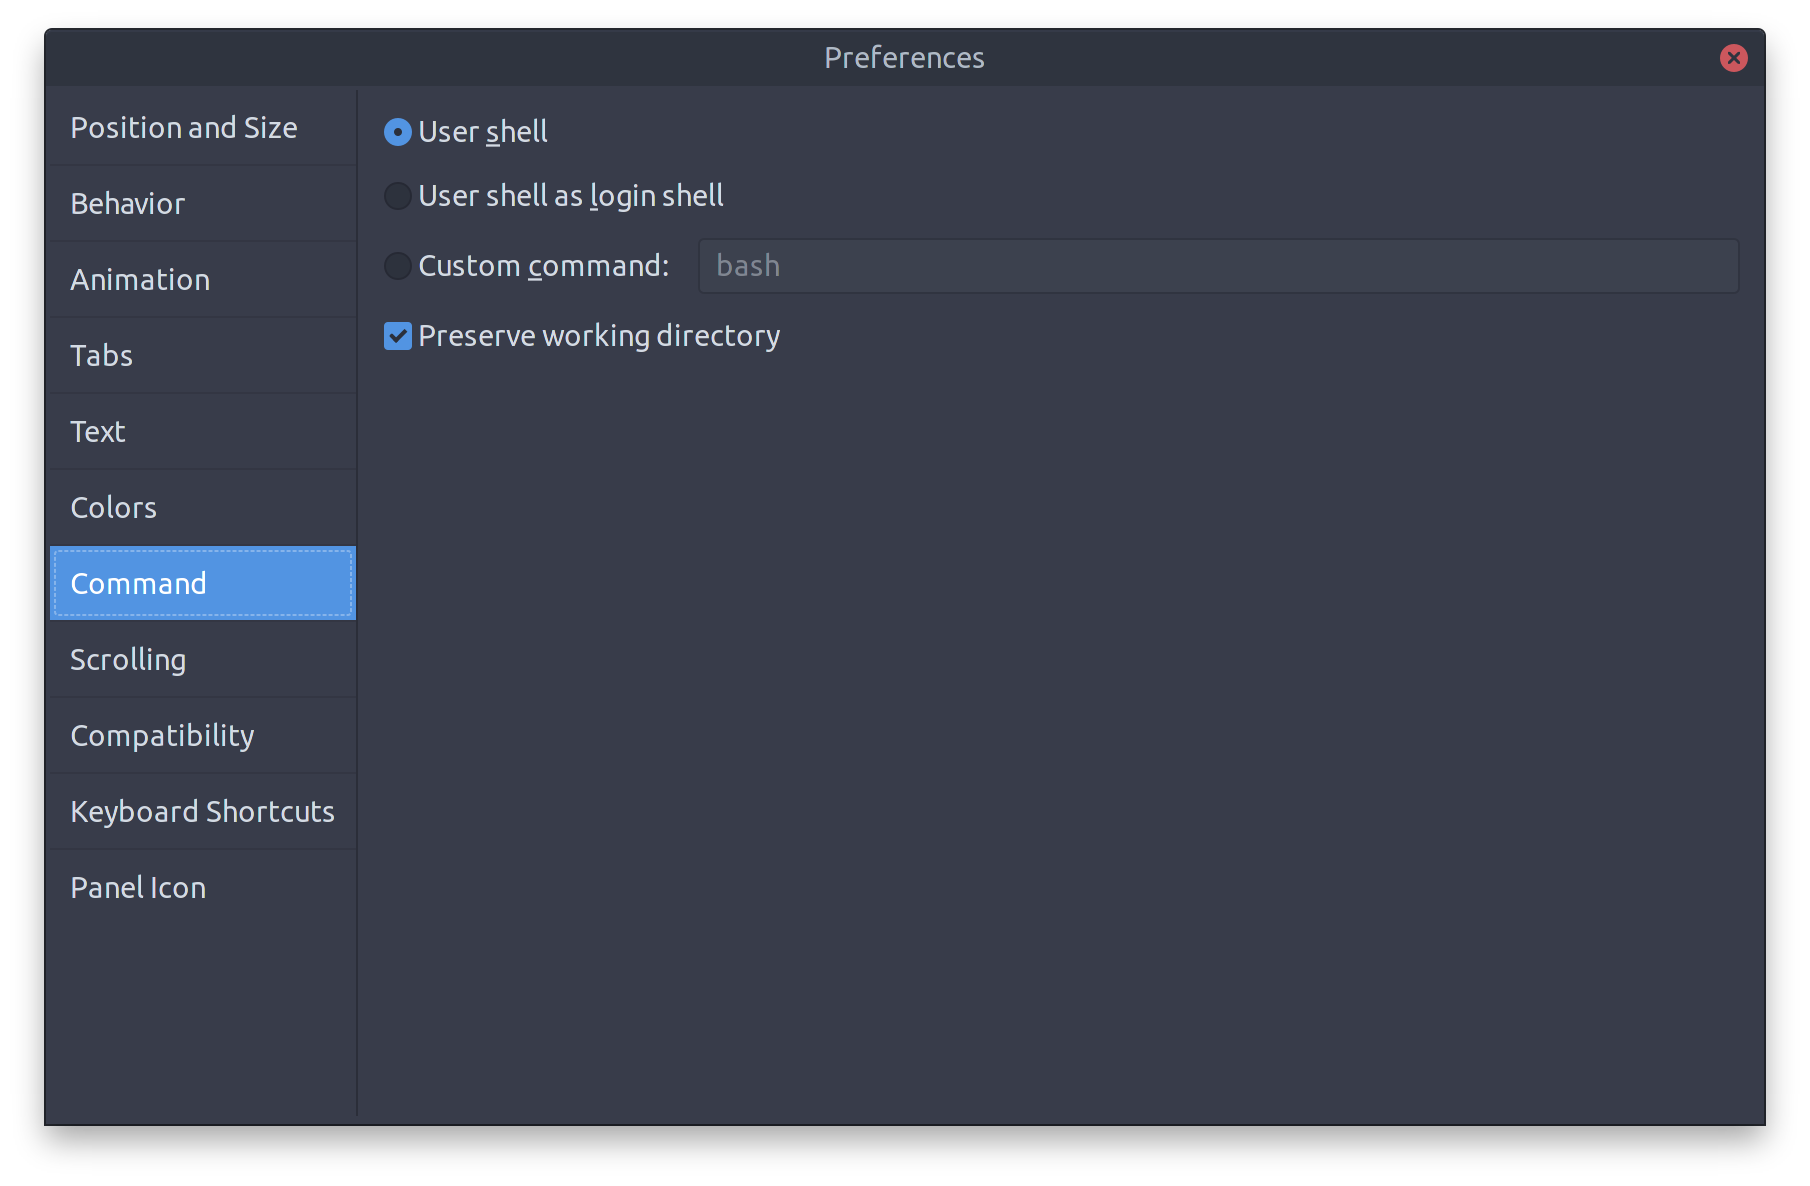 Preferences
Position and Size
Behavior
Animation
Tabs
Text
Colors
Command
Scrolling
Compatibility
Keyboard Shortcuts
Panel Icon
User shell
User shell as login shell
Custom command: bash
Preserve working directory